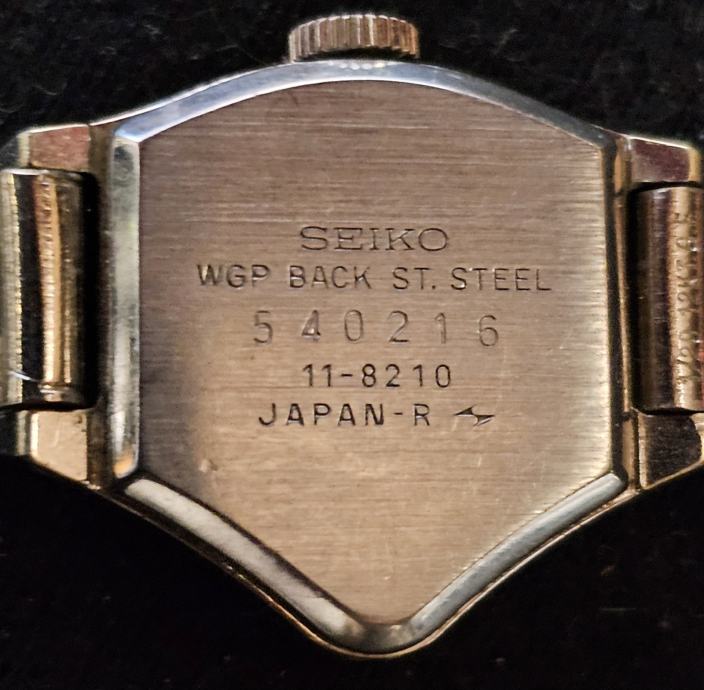 SEIKO
WGP BACK ST. STEEL
540216
11-8210
JAPAN-R